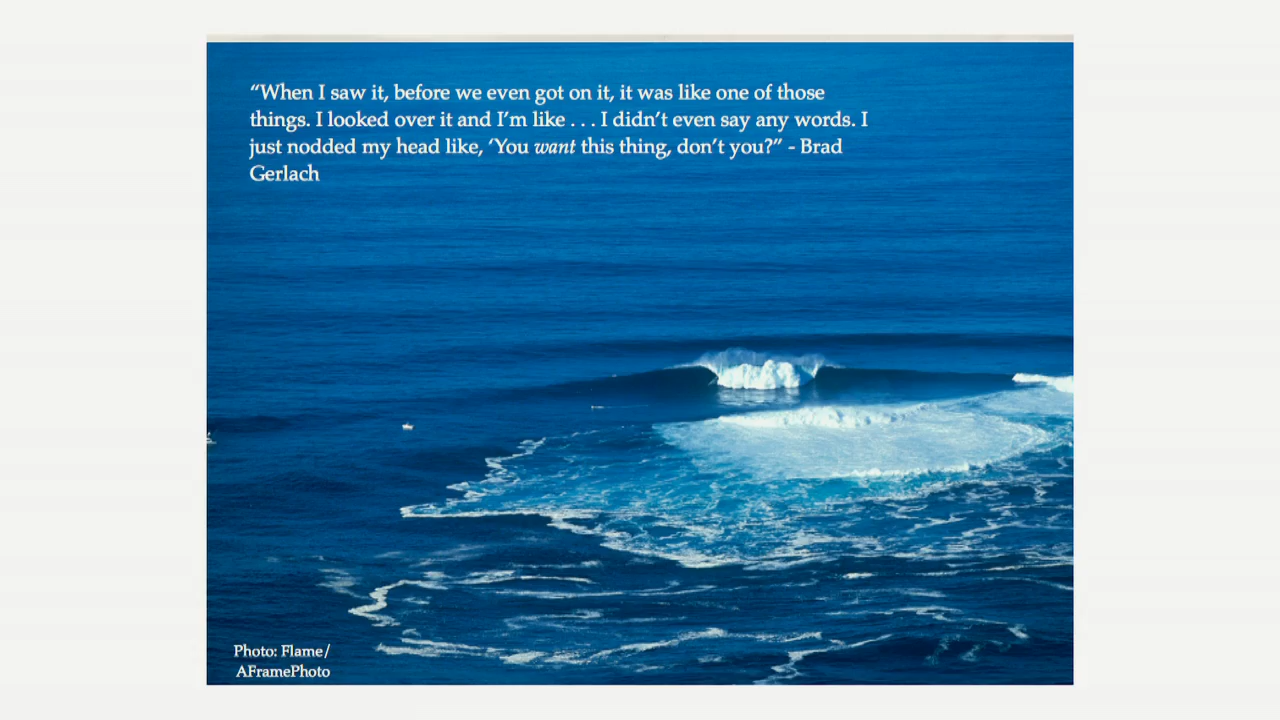 “When I saw it, before we even got on it, it was like one of those
things. I looked over it and I’m like . . . I didn’t even say any words. I
just nodded my head like, ‘You want this thing, don’t you?” - Brad
Gerlach
Photo: Flame/
AFramePhoto